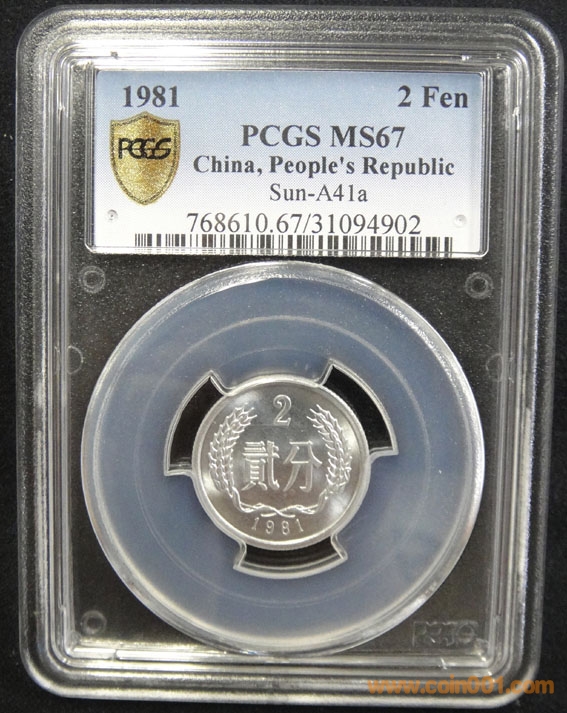 1981 2 Fen
PCGS
PCGS MS67
China, People's Republic
Sun-A41a
768610.67/31094902
2
貳分
1981
PCGS
www.coin001.com